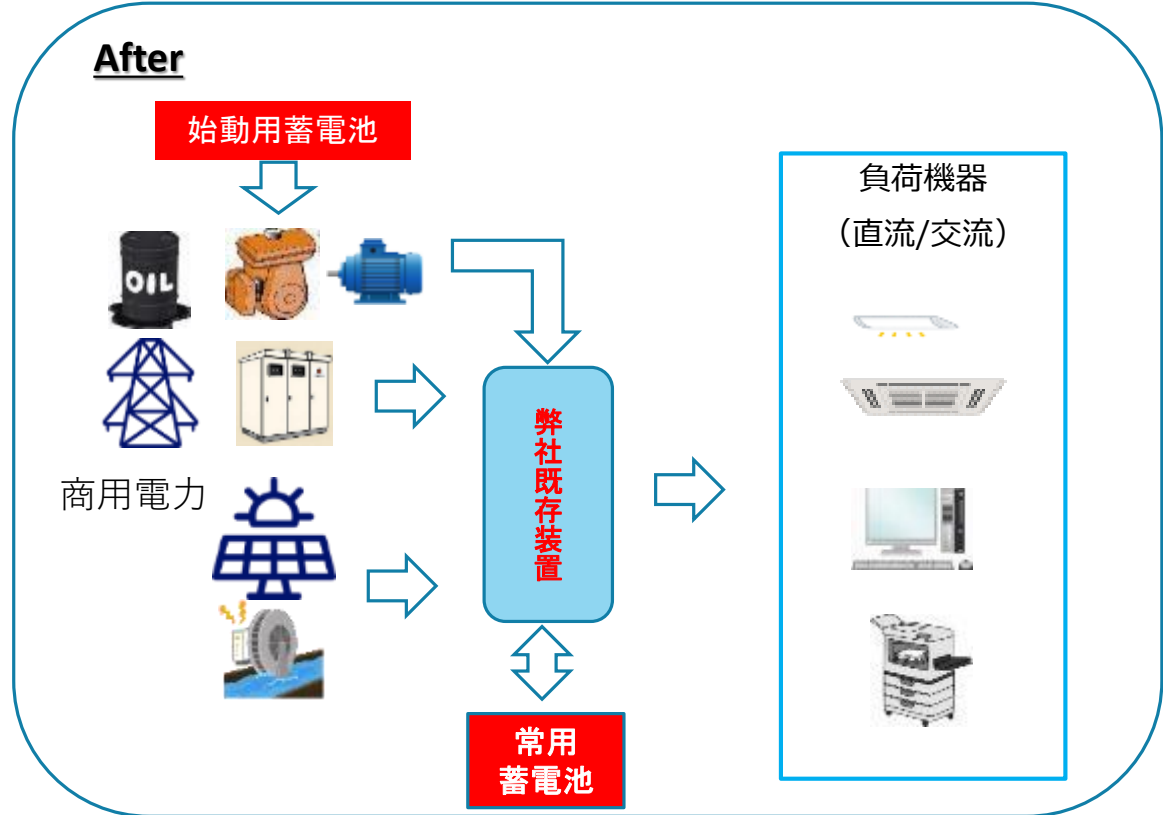 After
始動用蓄電池
負荷機器
（直流/交流）
OIL
商用電力
弊社既存装置
常用
蓄電池